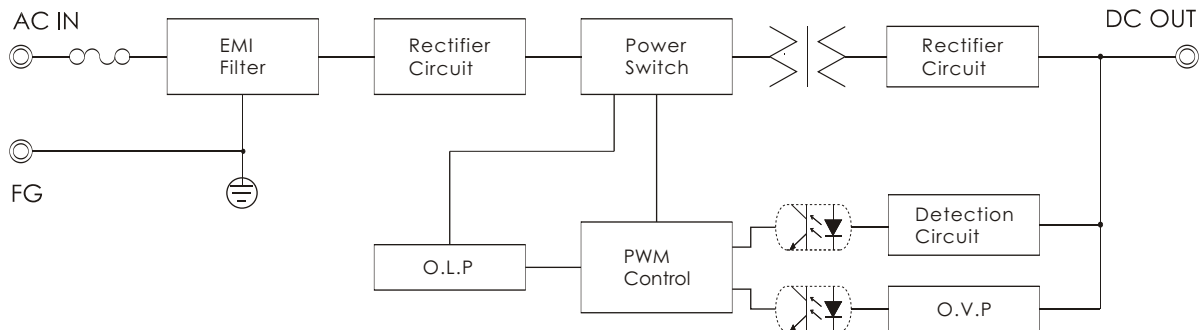 AC IN
DC OUT
EMI
Filter
Rectifier
Circuit
Power
Switch
Rectifier
Circuit
FG
Detection
Circuit
O.L.P
PWM
Control
O.V.P